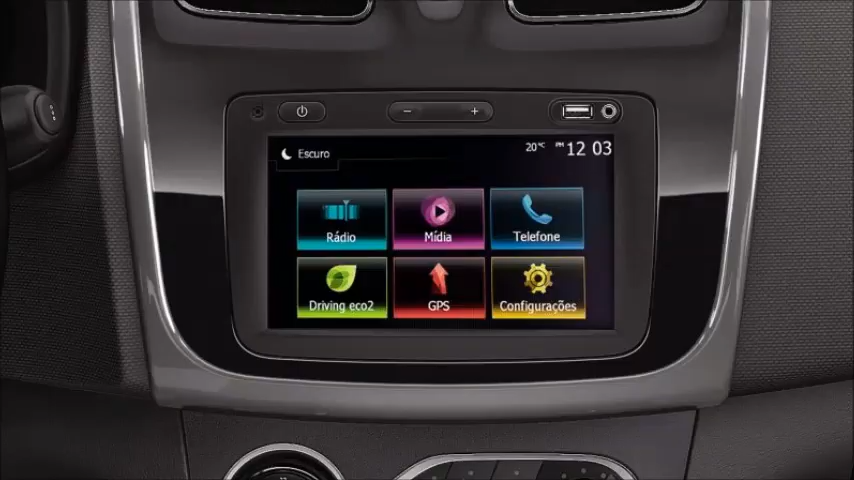 Escuro
20°C PM 12 03
Rádio Mídia Telefone
Driving eco2 GPS Configurações